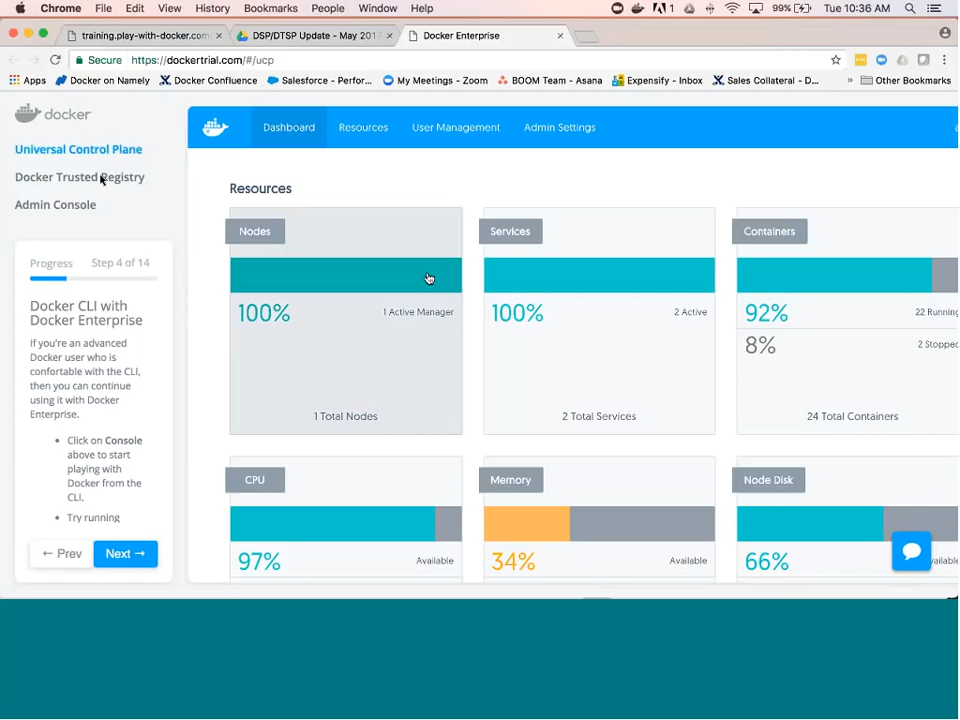 Chrome File Edit View History Bookmarks People Window Help 1 99% Tue 10:36 AM
training.play-with-docker.com × DSP/DTSP Update - May 2017 × Docker Enterprise ×
Secure https://dockertrial.com/#/ucp
Apps Docker on Namely Docker Confluence Salesforce - Perfor... My Meetings - Zoom BOOM Team - Asana Expensify - Inbox Sales Collateral - D... » Other Bookmarks
docker
Universal Control Plane
Docker Trusted Registry
Admin Console
Dashboard Resources User Management Admin Settings
Progress Step 4 of 14
Docker CLI with
Docker Enterprise
If you're an advanced
Docker user who is
confortable with the CLI,
then you can continue
using it with Docker
Enterprise.
• Click on Console
above to start
playing with
Docker from the
CLI.
• Try running
← Prev Next →
Resources
Nodes
100% 1 Active Manager
1 Total Nodes
Services
100% 2 Active
2 Total Services
Containers
92% 22 Running
8% 2 Stopped
24 Total Containers
CPU
97% Available
Memory
34% Available
Node Disk
66% vailable